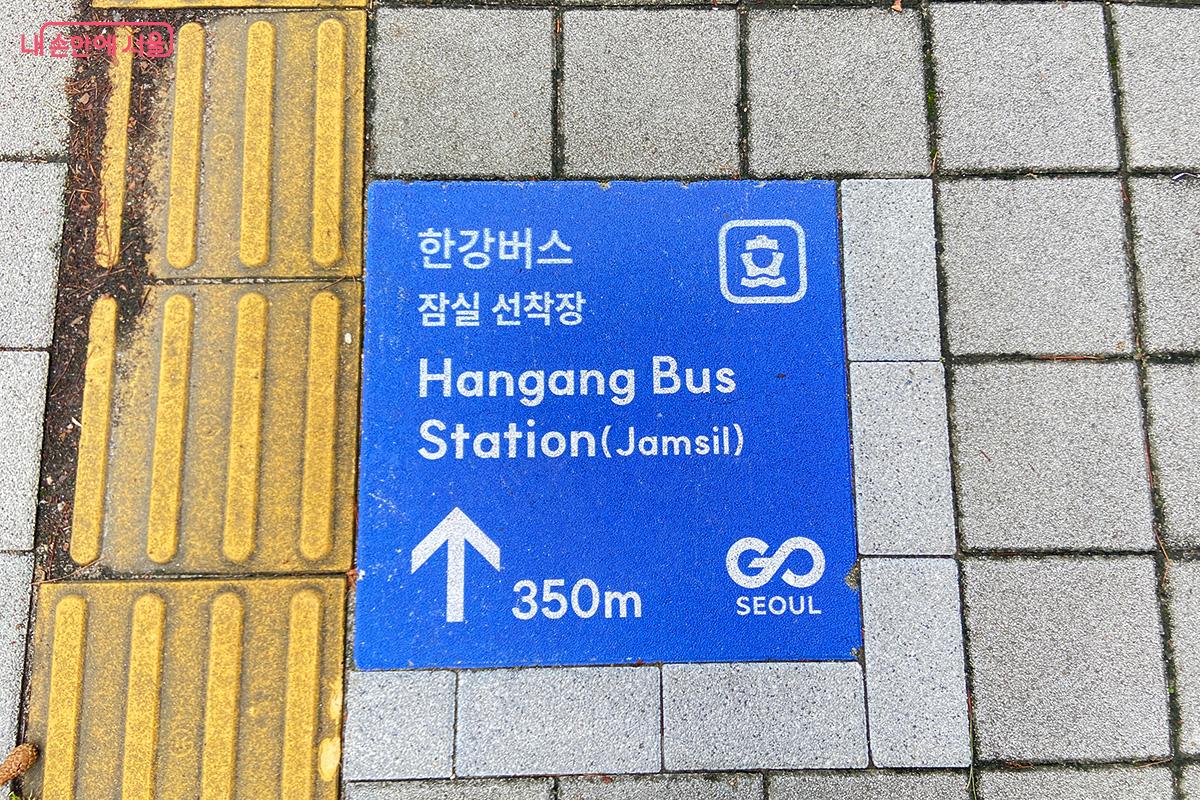 내 손안에 서울
한강버스
잠실 선착장
Hangang Bus
Station(Jamsil)
350m
GO
SEOUL